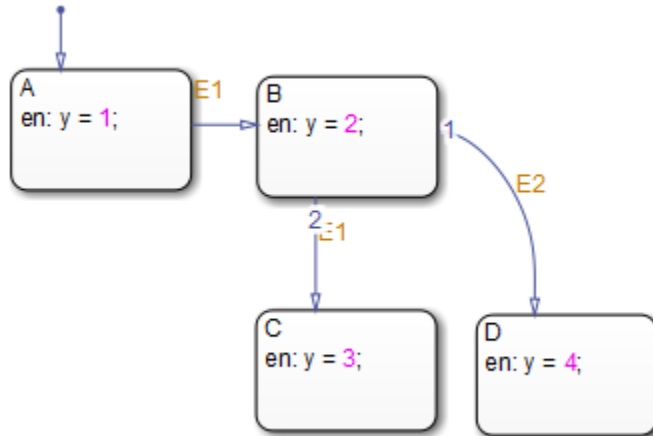 A
en: y = 1;
E1
B
en: y = 2;
1
E2
2
E1
C
en: y = 3;
D
en: y = 4;